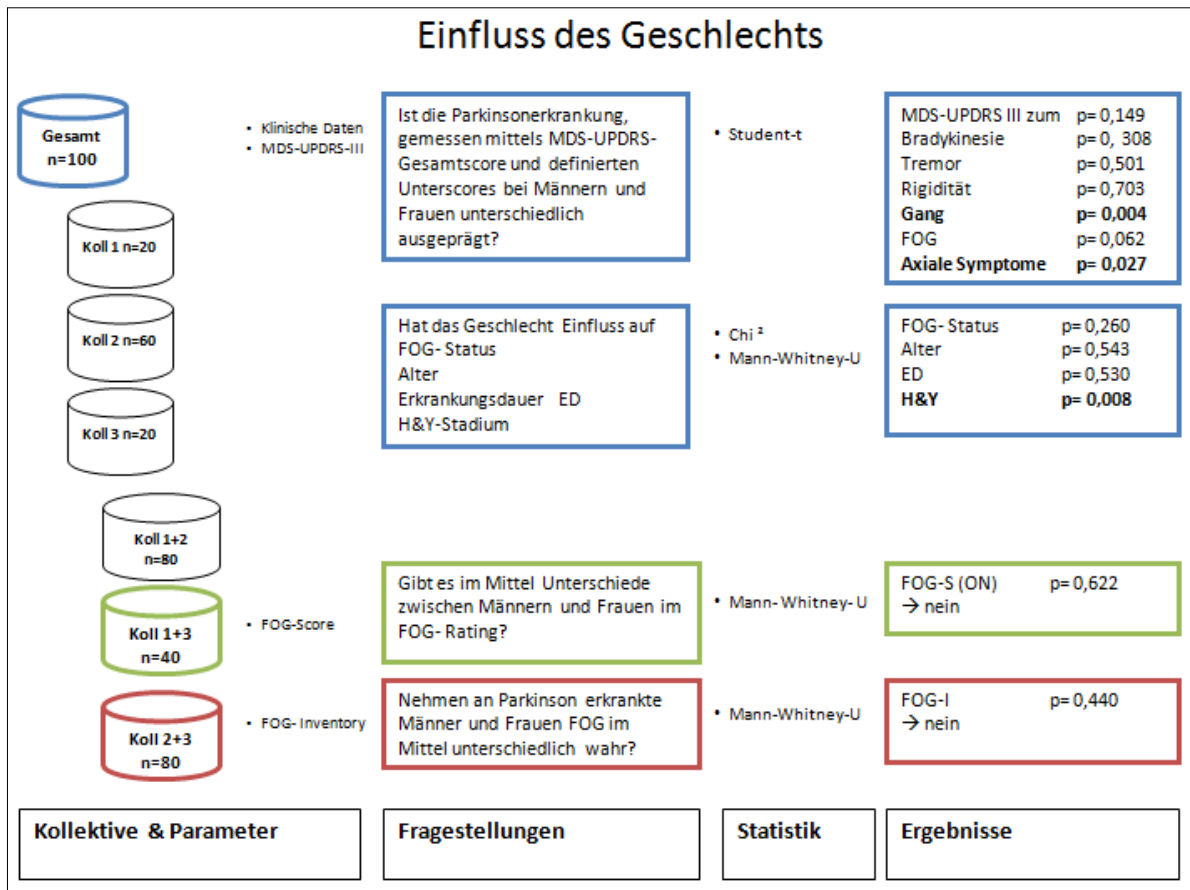 Einfluss des Geschlechts
Gesamt
n=100
• Klinische Daten
• MDS-UPDRS-III
Ist die Parkinsonerkrankung,
gemessen mittels MDS-UPDRS-
Gesamtscore und definierten
Unterscores bei Männern und
Frauen unterschiedlich
ausgeprägt?
• Student-t
MDS-UPDRS III zum p= 0,149
Bradykinesie p= 0, 308
Tremor p= 0,501
Rigidität p= 0,703
Gang p= 0,004
FOG p= 0,062
Axiale Symptome p= 0,027
Koll 1 n=20
Koll 2 n=60
Koll 3 n=20
Hat das Geschlecht Einfluss auf
FOG- Status
Alter
Erkrankungsdauer ED
H&Y-Stadium
• Chi ²
• Mann-Whitney-U
FOG- Status p= 0,260
Alter p= 0,543
ED p= 0,530
H&Y p= 0,008
Koll 1+2
n=80
Koll 1+3
n=40
• FOG-Score
Gibt es im Mittel Unterschiede
zwischen Männern und Frauen im
FOG- Rating?
• Mann- Whitney- U
FOG-S (ON) p= 0,622
→ nein
Koll 2+3
n=80
• FOG- Inventory
Nehmen an Parkinson erkrankte
Männer und Frauen FOG im
Mittel unterschiedlich wahr?
• Mann-Whitney-U
FOG-I p= 0,440
→ nein
Kollektive & Parameter
Fragestellungen
Statistik
Ergebnisse